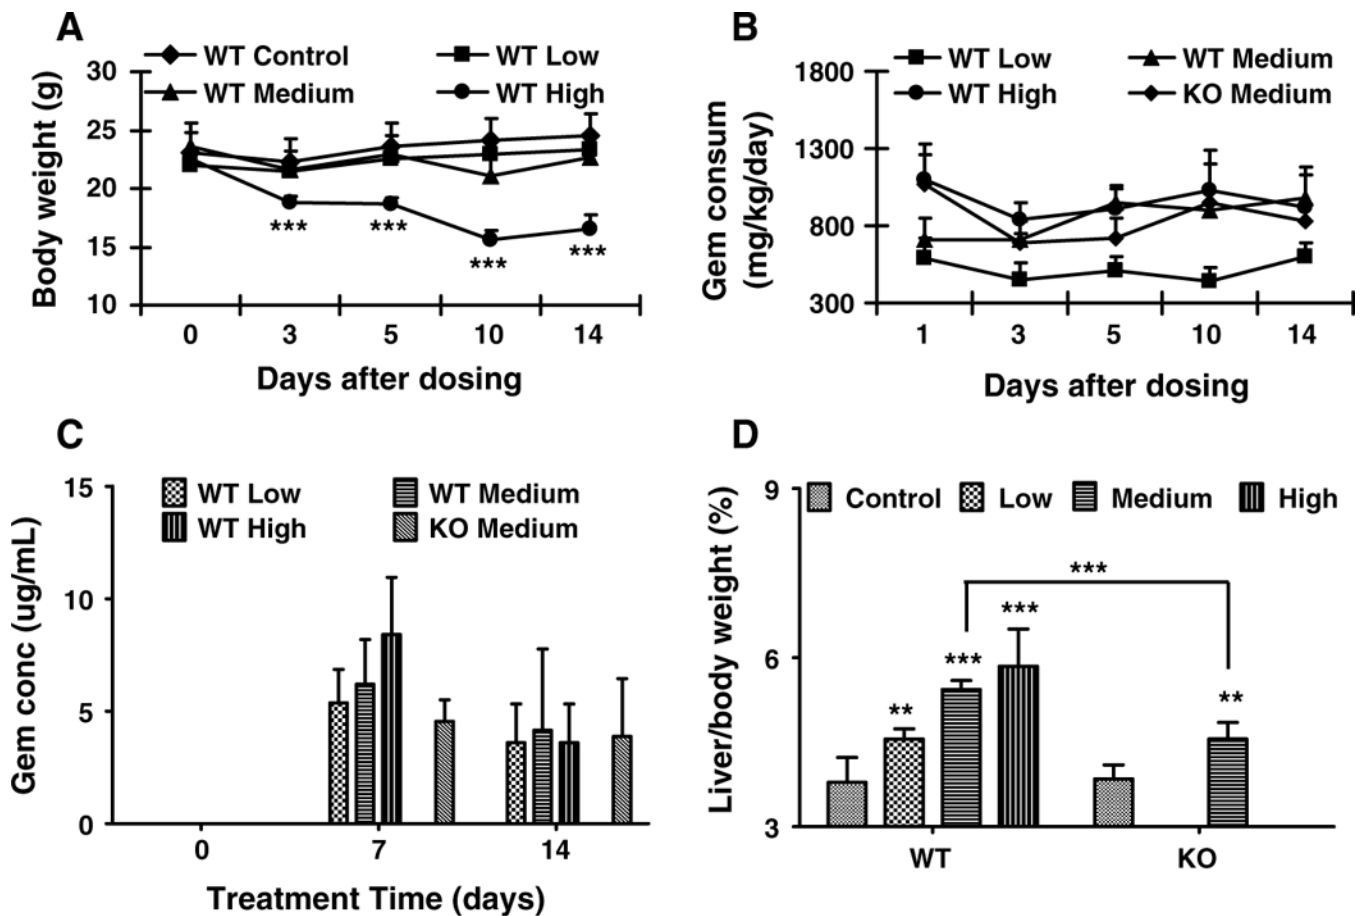 A
WT Control
WT Low
WT Medium
WT High
Body weight (g)
30
25
20
15
10
***
***
***
***
0 3 5 10 14
Days after dosing
B
WT Low
WT Medium
WT High
KO Medium
Gem consum
(mg/kg/day)
1800
1300
800
300
1 3 5 10 14
Days after dosing
C
WT Low
WT Medium
WT High
KO Medium
Gem conc (ug/mL)
15
10
5
0
0 7 14
Treatment Time (days)
D
Control Low Medium High
Liver/body weight (%)
9
6
3
***
***
***
**
**
WT KO